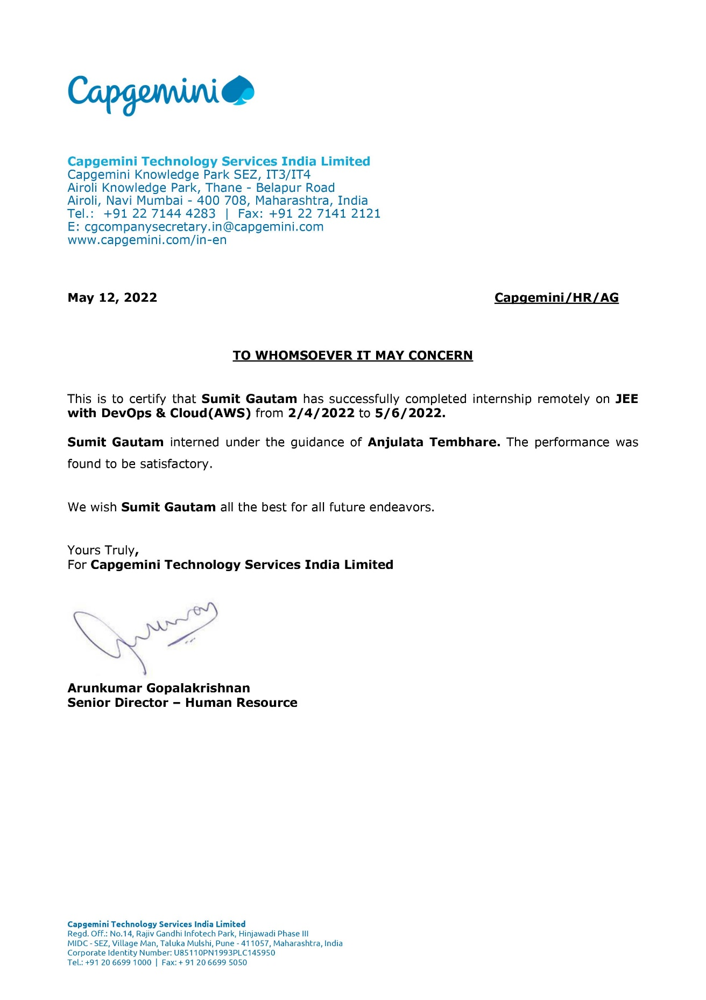 Capgemini
Capgemini Technology Services India Limited
Capgemini Knowledge Park SEZ, IT3/IT4
Airoli Knowledge Park, Thane - Belapur Road
Airoli, Navi Mumbai - 400 708, Maharashtra, India
Tel.: +91 22 7144 4283 | Fax: +91 22 7141 2121
E: cgcompanysecretary.in@capgemini.com
www.capgemini.com/in-en
May 12, 2022 Capgemini/HR/AG
TO WHOMSOEVER IT MAY CONCERN
This is to certify that Sumit Gautam has successfully completed internship remotely on JEE
with DevOps & Cloud(AWS) from 2/4/2022 to 5/6/2022.
Sumit Gautam interned under the guidance of Anjulata Tembhare. The performance was
found to be satisfactory.
We wish Sumit Gautam all the best for all future endeavors.
Yours Truly,
For Capgemini Technology Services India Limited
Arunkumar Gopalakrishnan
Senior Director – Human Resource
Capgemini Technology Services India Limited
Regd. Off.: No.14, Rajiv Gandhi Infotech Park, Hinjawadi Phase III
MIDC - SEZ, Village Man, Taluka Mulshi, Pune - 411057, Maharashtra, India
Corporate Identity Number: U85110PN1993PLC145950
Tel.: +91 20 6699 1000 | Fax: + 91 20 6699 5050